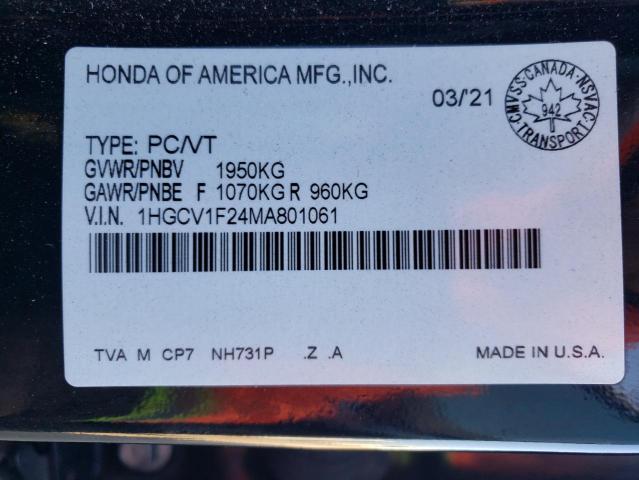 HONDA OF AMERICA MFG.,INC.
03/'21
CMVSS·CANADA·NSVAC·TRANSPORT·
942
TYPE: PC/VT
GVWR/PNBV 1950KG
GAWR/PNBE F 1070KG R 960KG
V.I.N. 1HGCV1F24MA801061
TVA M CP7 NH731P .Z .A
MADE IN U.S.A.